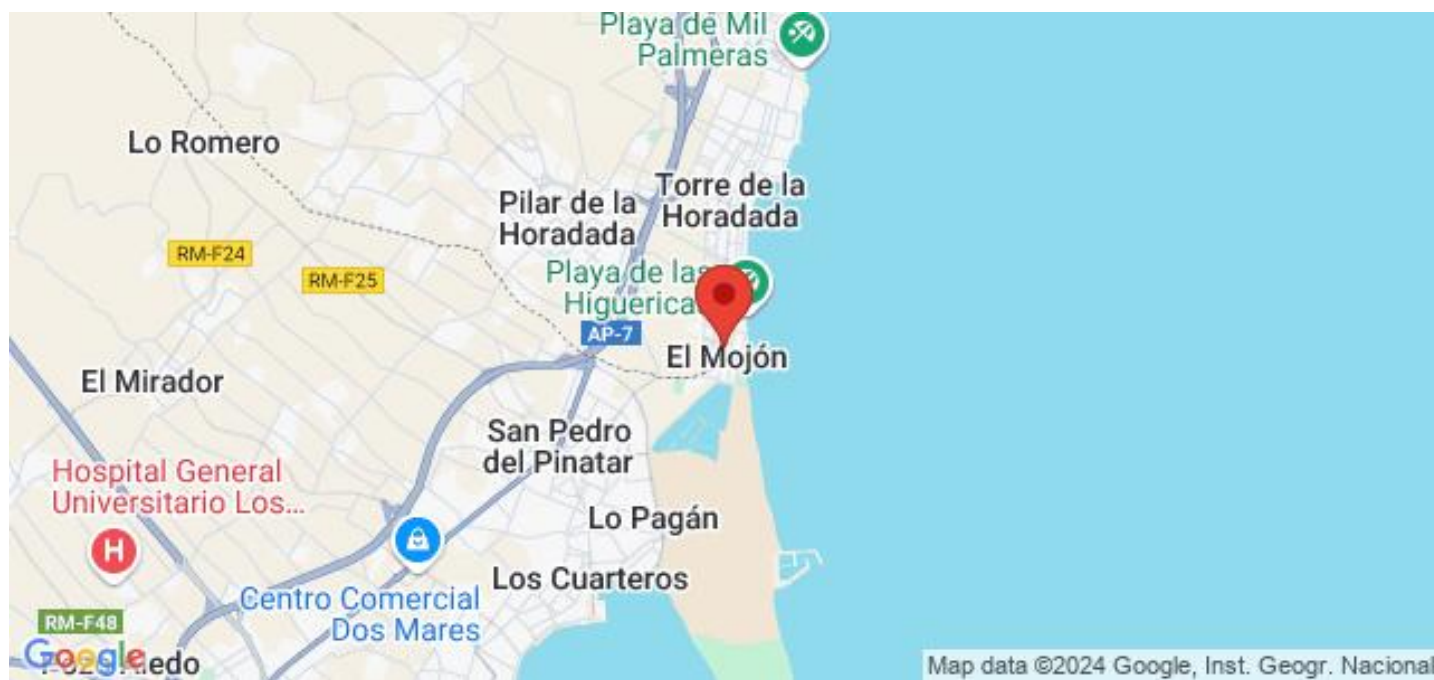 Playa de Mil
Palmeras
Lo Romero
Torre de la
Horadada
Pilar de la
Horadada
RM-F24
RM-F25
Playa de las
Higuerica
AP-7
El Mojón
El Mirador
San Pedro
del Pinatar
Hospital General
Universitario Los...
H
Lo Pagán
Los Cuarteros
Centro Comercial
Dos Mares
RM-F48
Google
Map data ©2024 Google, Inst. Geogr. Nacional